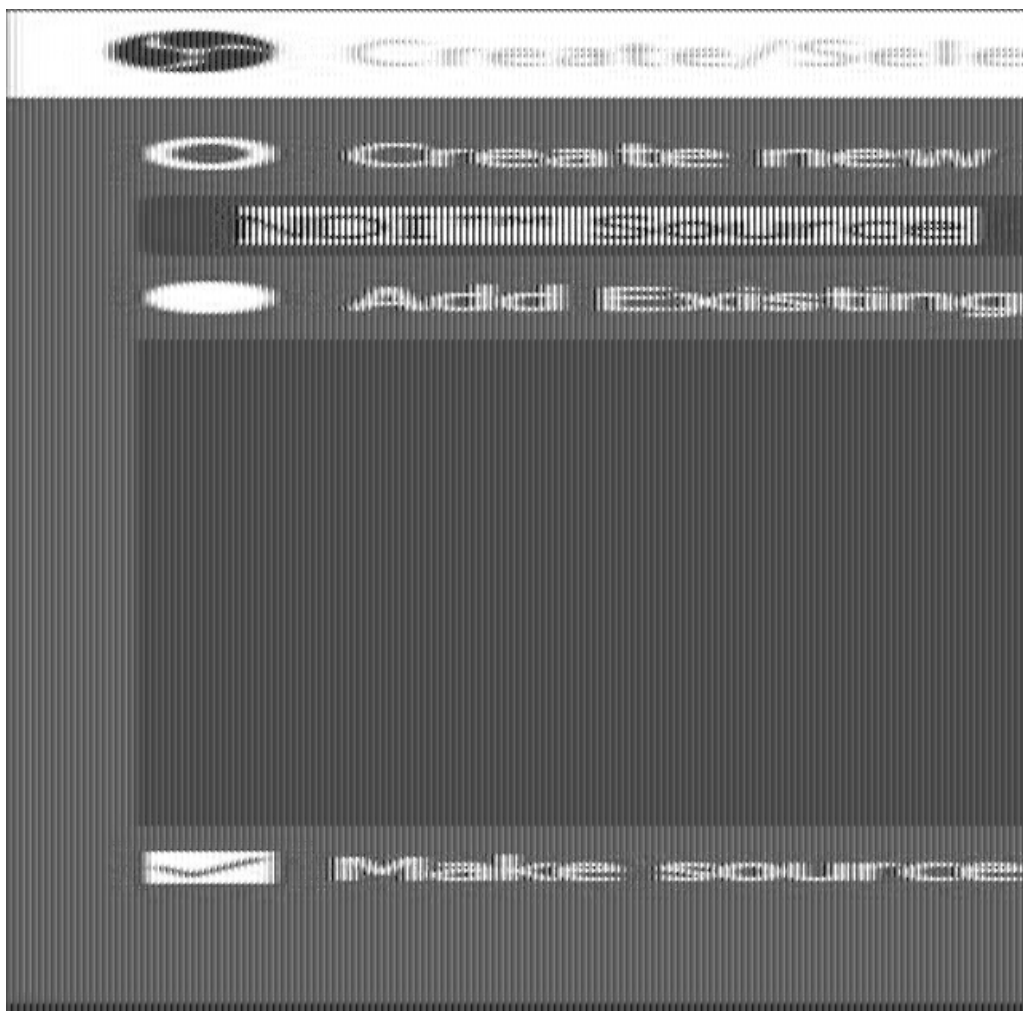 Create/Sele
Create new
NDI™ Source
Add Existing
Make source